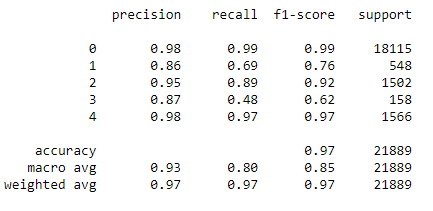 precision recall f1-score support
0 0.98 0.99 0.99 18115
1 0.86 0.69 0.76 548
2 0.95 0.89 0.92 1502
3 0.87 0.48 0.62 158
4 0.98 0.97 0.97 1566
accuracy 0.97 21889
macro avg 0.93 0.80 0.85 21889
weighted avg 0.97 0.97 0.97 21889